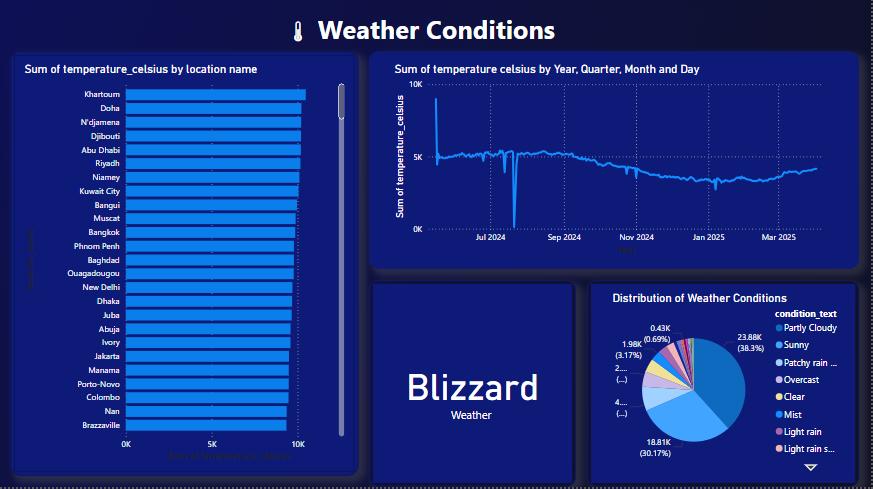 Weather Conditions
Sum of temperature_celsius by location name
Khartoum
Doha
N'djamena
Djibouti
Abu Dhabi
Riyadh
Niamey
Kuwait City
Bangui
Muscat
Bangkok
Phnom Penh
Baghdad
Ouagadougou
New Delhi
Dhaka
Juba
Abuja
Ivory
Jakarta
Manama
Porto-Novo
Colombo
Nan
Brazzaville
0K 5K 10K
Sum of temperature celsius by Year, Quarter, Month and Day
Sum of temperature_celsius
10K
5K
0K
Jul 2024 Sep 2024 Nov 2024 Jan 2025 Mar 2025
Blizzard
Weather
Distribution of Weather Conditions
0.43K
(0.69%)
1.98K
(3.17%)
2....
(...)
4....
(...)
18.81K
(30.17%)
23.88K
(38.3%)
condition_text
Partly Cloudy
Sunny
Patchy rain ...
Overcast
Clear
Mist
Light rain
Light rain s...